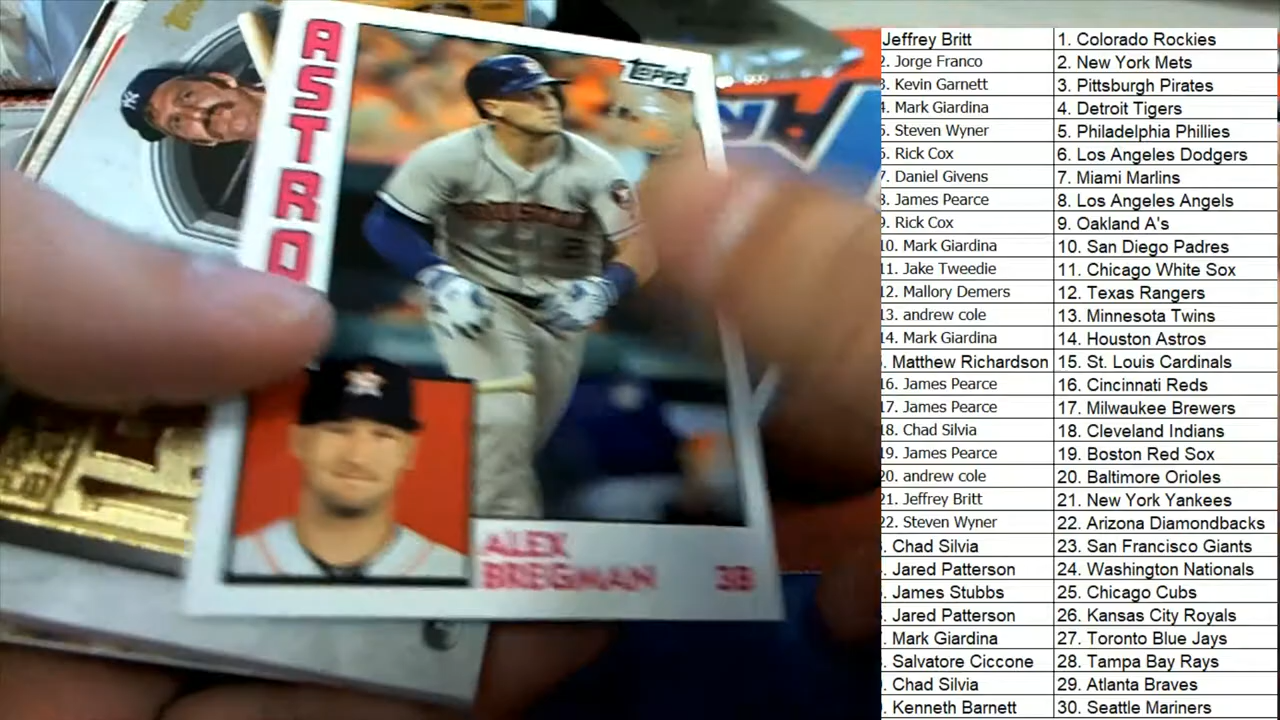 ASTRO
Topps
HOUSTON
ALEX
BREGMAN 3B
NY
Jeffrey Britt 1. Colorado Rockies
2. Jorge Franco 2. New York Mets
3. Kevin Garnett 3. Pittsburgh Pirates
4. Mark Giardina 4. Detroit Tigers
5. Steven Wyner 5. Philadelphia Phillies
6. Rick Cox 6. Los Angeles Dodgers
7. Daniel Givens 7. Miami Marlins
8. James Pearce 8. Los Angeles Angels
9. Rick Cox 9. Oakland A's
10. Mark Giardina 10. San Diego Padres
11. Jake Tweedie 11. Chicago White Sox
12. Mallory Demers 12. Texas Rangers
13. andrew cole 13. Minnesota Twins
14. Mark Giardina 14. Houston Astros
Matthew Richardson 15. St. Louis Cardinals
16. James Pearce 16. Cincinnati Reds
17. James Pearce 17. Milwaukee Brewers
18. Chad Silvia 18. Cleveland Indians
19. James Pearce 19. Boston Red Sox
20. andrew cole 20. Baltimore Orioles
21. Jeffrey Britt 21. New York Yankees
22. Steven Wyner 22. Arizona Diamondbacks
Chad Silvia 23. San Francisco Giants
Jared Patterson 24. Washington Nationals
James Stubbs 25. Chicago Cubs
Jared Patterson 26. Kansas City Royals
Mark Giardina 27. Toronto Blue Jays
Salvatore Ciccone 28. Tampa Bay Rays
Chad Silvia 29. Atlanta Braves
Kenneth Barnett 30. Seattle Mariners